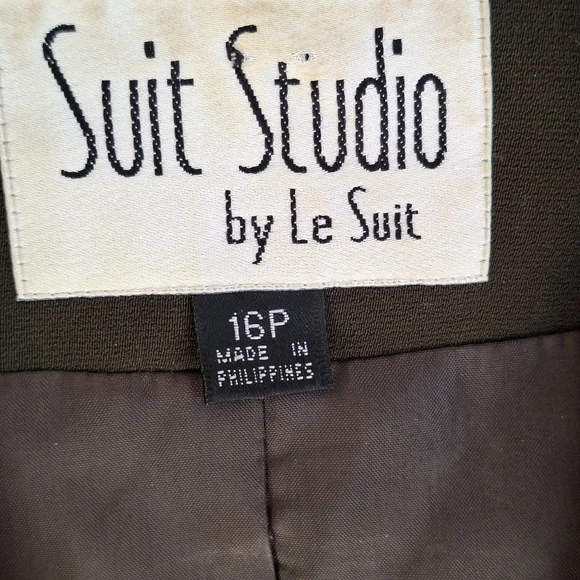 Suit Studio
by Le Suit
16P
MADE IN
PHILIPPINES